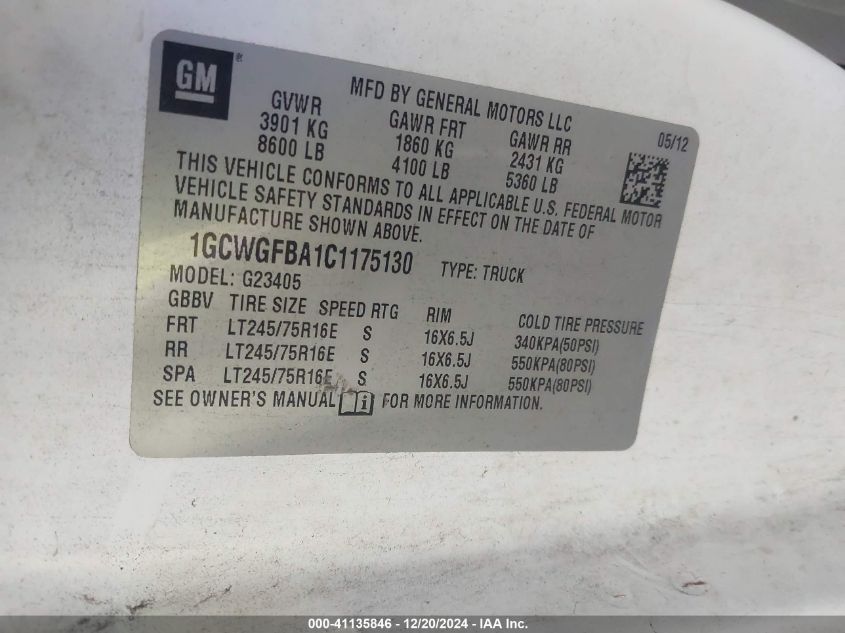 GM®
MFD BY GENERAL MOTORS LLC
05/12
GVWR GAWR FRT GAWR RR
3901 KG 1860 KG 2431 KG
8600 LB 4100 LB 5360 LB
THIS VEHICLE CONFORMS TO ALL APPLICABLE U.S. FEDERAL MOTOR
VEHICLE SAFETY STANDARDS IN EFFECT ON THE DATE OF
MANUFACTURE SHOWN ABOVE.
1GCWGFBA1C1175130 TYPE: TRUCK
MODEL: G23405
GBBV TIRE SIZE SPEED RTG RIM COLD TIRE PRESSURE
FRT LT245/75R16E S 16X6.5J 340KPA(50PSI)
RR LT245/75R16E S 16X6.5J 550KPA(80PSI)
SPA LT245/75R16E S 16X6.5J 550KPA(80PSI)
SEE OWNER'S MANUAL i FOR MORE INFORMATION.
000-41135846 - 12/20/2024 - IAA Inc.